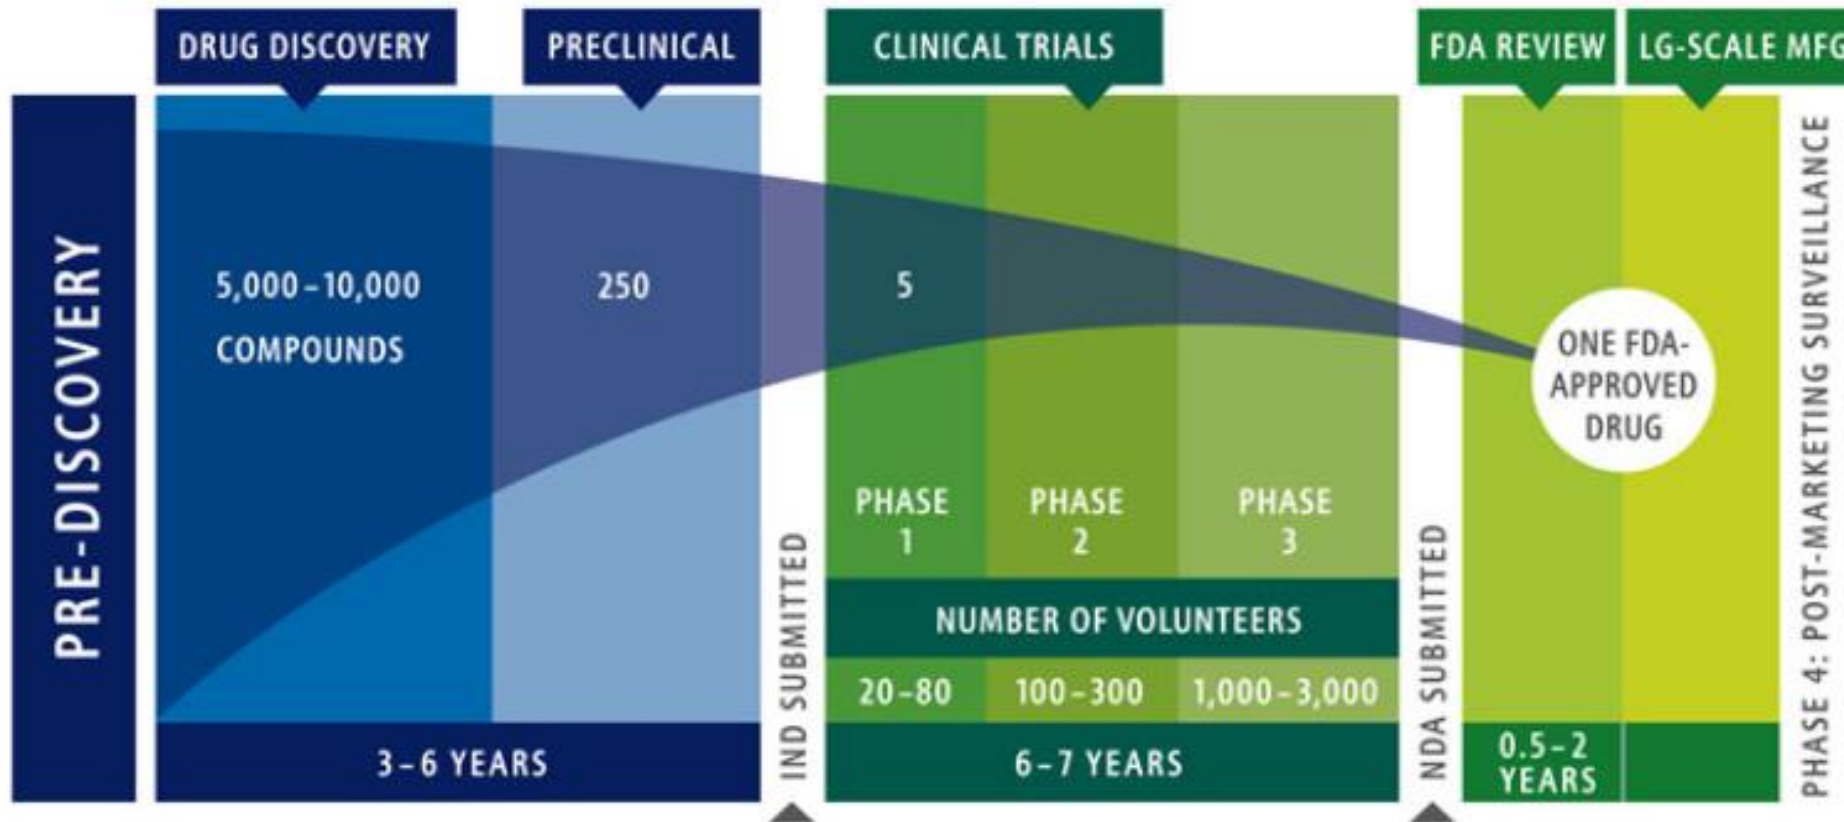 DRUG DISCOVERY
PRECLINICAL
CLINICAL TRIALS
FDA REVIEW
LG-SCALE MFG
PRE-DISCOVERY
5,000–10,000
COMPOUNDS
250
5
ONE FDA-
APPROVED
DRUG
PHASE
1
PHASE
2
PHASE
3
NUMBER OF VOLUNTEERS
20–80
100–300
1,000–3,000
3–6 YEARS
IND SUBMITTED
6–7 YEARS
NDA SUBMITTED
0.5–2
YEARS
PHASE 4: POST-MARKETING SURVEILLANCE